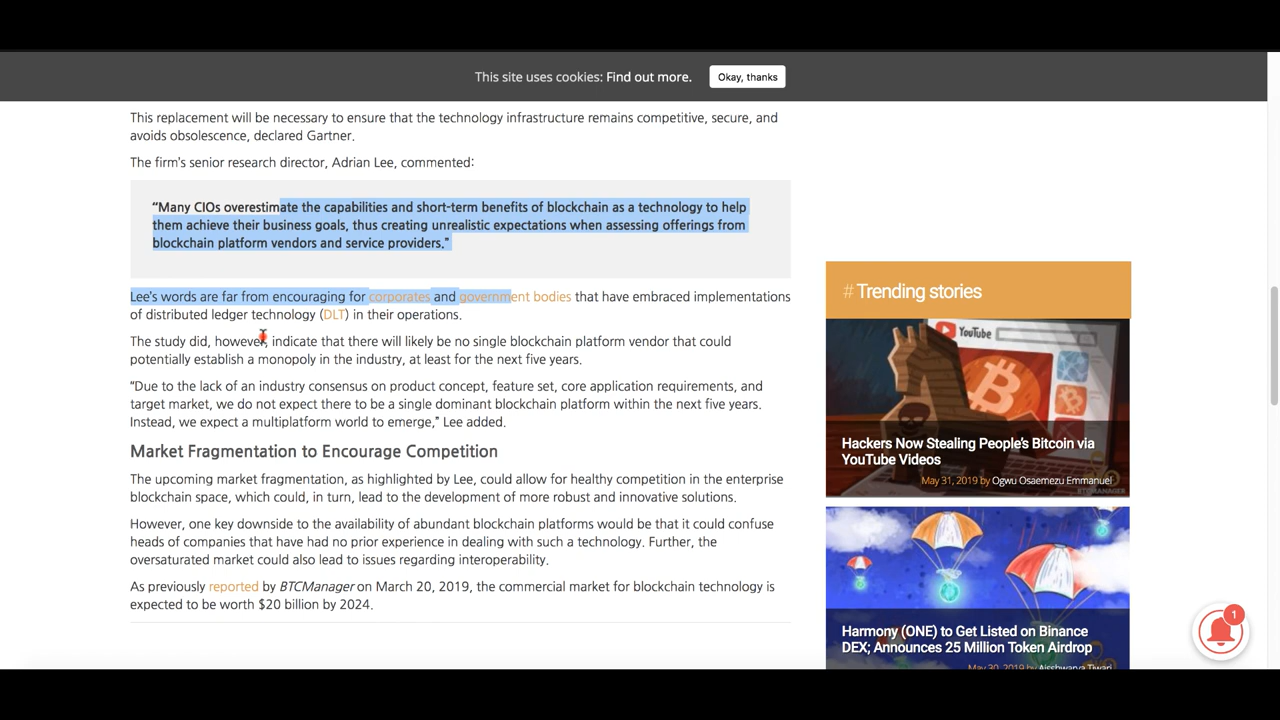 This site uses cookies: Find out more.
Okay, thanks
This replacement will be necessary to ensure that the technology infrastructure remains competitive, secure, and
avoids obsolescence, declared Gartner.
The firm's senior research director, Adrian Lee, commented:
“Many CIOs overestimate the capabilities and short-term benefits of blockchain as a technology to help
them achieve their business goals, thus creating unrealistic expectations when assessing offerings from
blockchain platform vendors and service providers.”
Lee's words are far from encouraging for corporates and government bodies that have embraced implementations
of distributed ledger technology (DLT) in their operations.
The study did, however, indicate that there will likely be no single blockchain platform vendor that could
potentially establish a monopoly in the industry, at least for the next five years.
“Due to the lack of an industry consensus on product concept, feature set, core application requirements, and
target market, we do not expect there to be a single dominant blockchain platform within the next five years.
Instead, we expect a multiplatform world to emerge,” Lee added.
Market Fragmentation to Encourage Competition
The upcoming market fragmentation, as highlighted by Lee, could allow for healthy competition in the enterprise
blockchain space, which could, in turn, lead to the development of more robust and innovative solutions.
However, one key downside to the availability of abundant blockchain platforms would be that it could confuse
heads of companies that have had no prior experience in dealing with such a technology. Further, the
oversaturated market could also lead to issues regarding interoperability.
As previously reported by BTCManager on March 20, 2019, the commercial market for blockchain technology is
expected to be worth $20 billion by 2024.
# Trending stories
YouTube
Hackers Now Stealing People's Bitcoin via
YouTube Videos
May 31, 2019 by Ogwu Osaemezu Emmanuel
BTCMANAGER
Harmony (ONE) to Get Listed on Binance
DEX; Announces 25 Million Token Airdrop
May 30, 2019 by Aisshwarya Tiwari
1